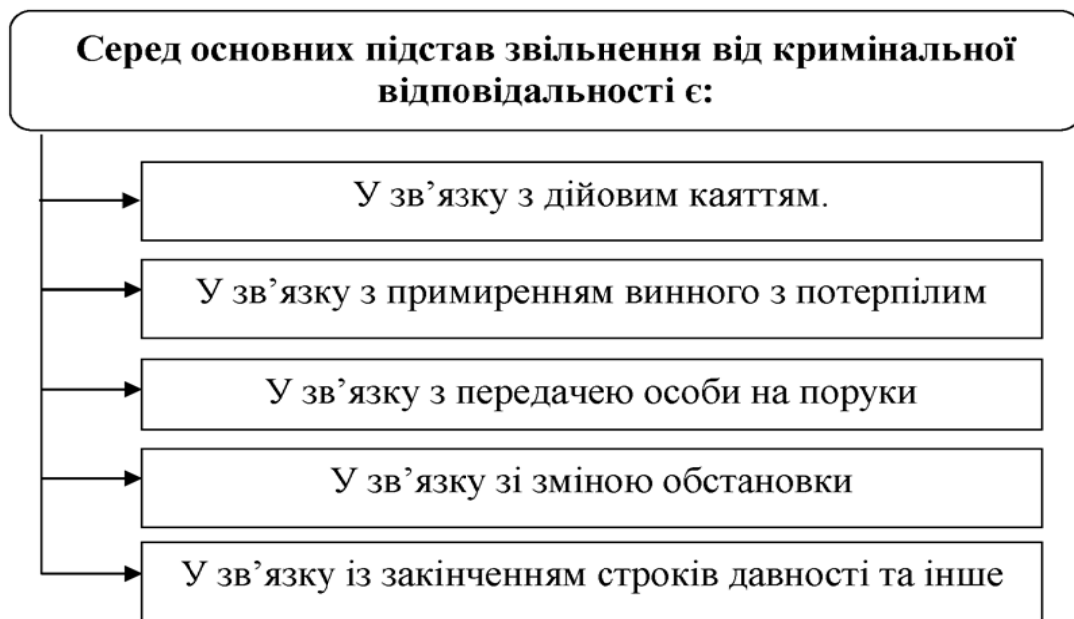 Серед основних підстав звільнення від кримінальної
відповідальності є:
У зв’язку з дійовим каяттям.
У зв’язку з примиренням винного з потерпілим
У зв’язку з передачею особи на поруки
У зв’язку зі зміною обстановки
У зв’язку із закінченням строків давності та інше